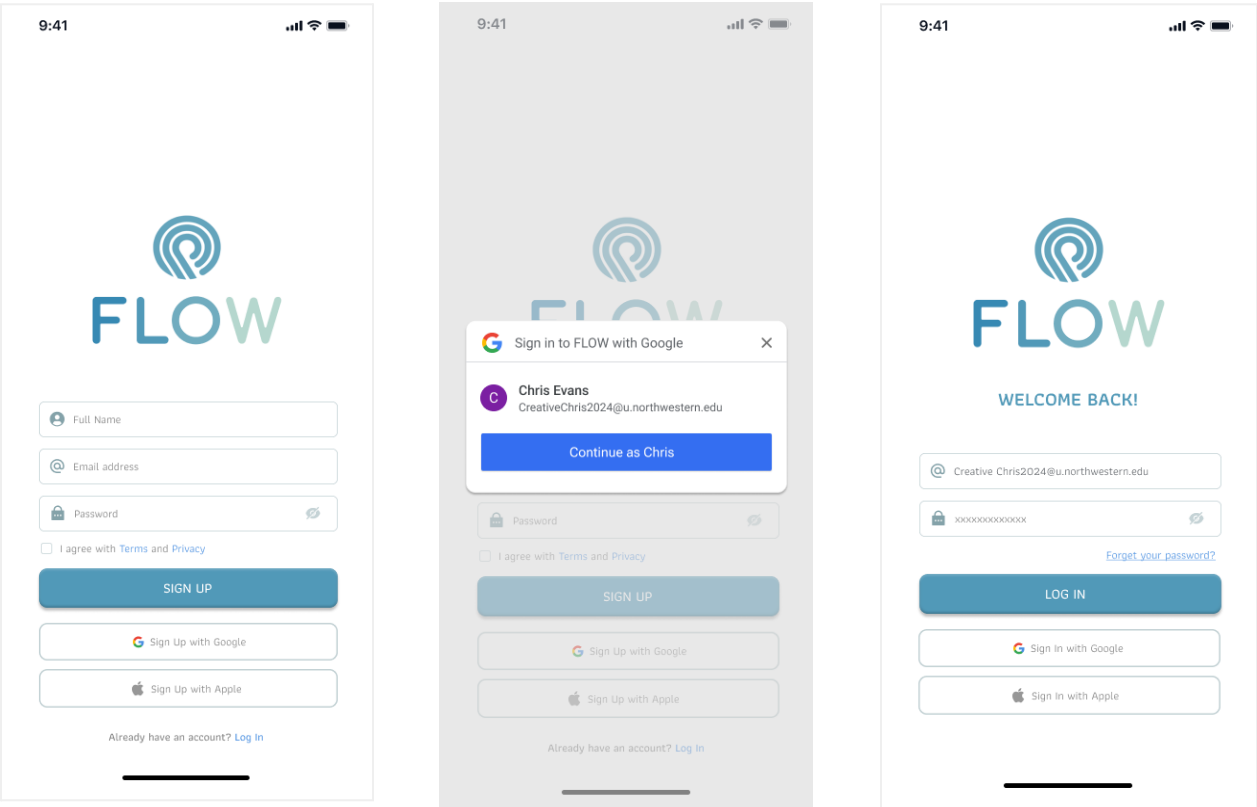 9:41
FLOW
Full Name
Email address
Password
I agree with Terms and Privacy
SIGN UP
Sign Up with Google
Sign Up with Apple
Already have an account? Log In
9:41
FLOW
Sign in to FLOW with Google
C
Chris Evans
CreativeChris2024@u.northwestern.edu
Continue as Chris
Password
I agree with Terms and Privacy
SIGN UP
Sign Up with Google
Sign Up with Apple
Already have an account? Log In
9:41
FLOW
WELCOME BACK!
Creative Chris2024@u.northwestern.edu
xxxxxxxxxxxxx
Forget your password?
LOG IN
Sign In with Google
Sign In with Apple